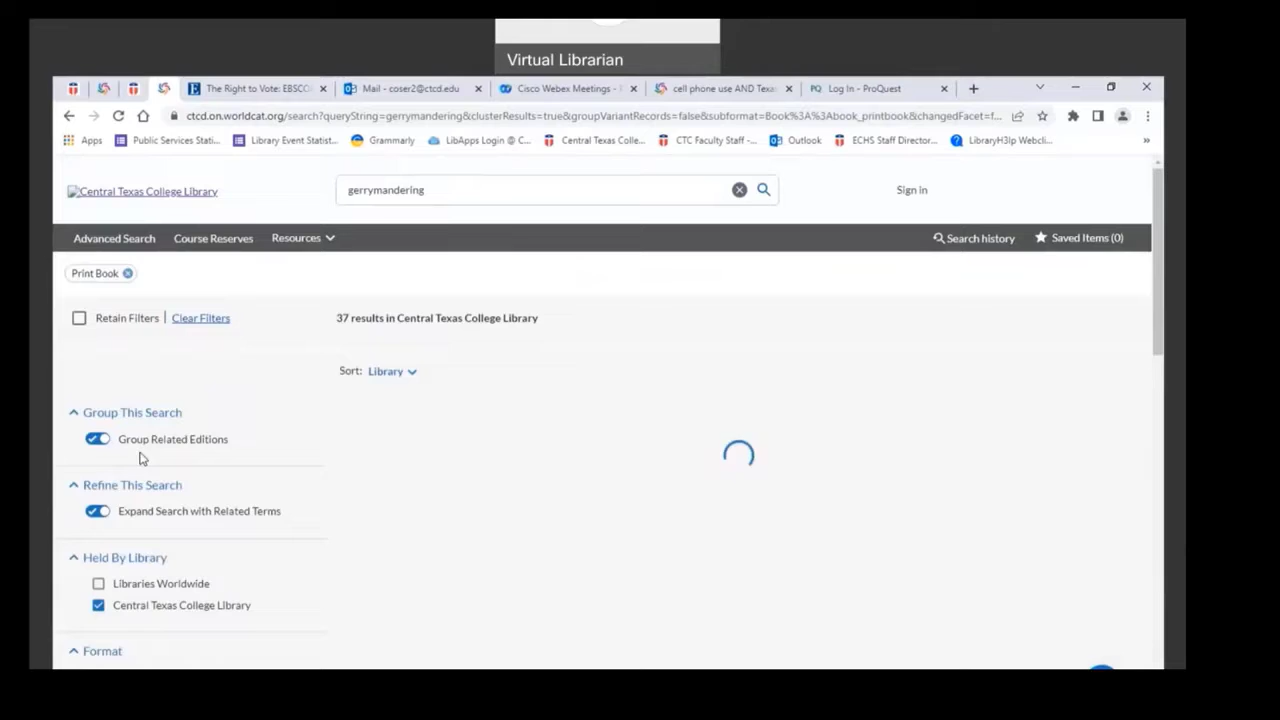 Virtual Librarian
The Right to Vote: EBSCO
Mail - coser2@ctcd.edu
Cisco Webex Meetings -
cell phone use AND Texa
Log In - ProQuest
ctcd.on.worldcat.org/search?queryString=gerrymandering&clusterResults=true&groupVariantRecords=false&subformat=Book%3A%3Abook_printbook&changedFacet=f...
Apps
Public Services Stati...
Library Event Statist...
Grammarly
LibApps Login @ C...
Central Texas Colle...
CTC Faculty Staff -...
Outlook
ECHS Staff Director...
LibraryH3lp Webcli...
»
Central Texas College Library
gerrymandering
Sign in
Advanced Search
Course Reserves
Resources
Search history
Saved Items (0)
Print Book
Retain Filters | Clear Filters
37 results in Central Texas College Library
Sort: Library
Group This Search
Group Related Editions
Refine This Search
Expand Search with Related Terms
Held By Library
Libraries Worldwide
Central Texas College Library
Format